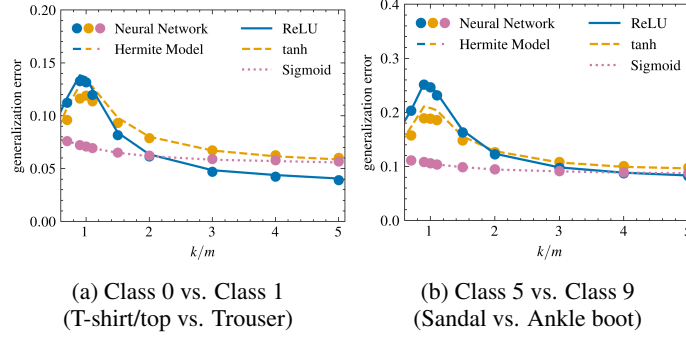 0.20
0.15
0.10
0.05
0.00
generalization error
Neural Network
Hermite Model
ReLU
tanh
Sigmoid
1 2 3 4 5
k/m
(a) Class 0 vs. Class 1
(T-shirt/top vs. Trouser)
0.4
0.3
0.2
0.1
0.0
generalization error
Neural Network
Hermite Model
ReLU
tanh
Sigmoid
1 2 3 4 5
k/m
(b) Class 5 vs. Class 9
(Sandal vs. Ankle boot)